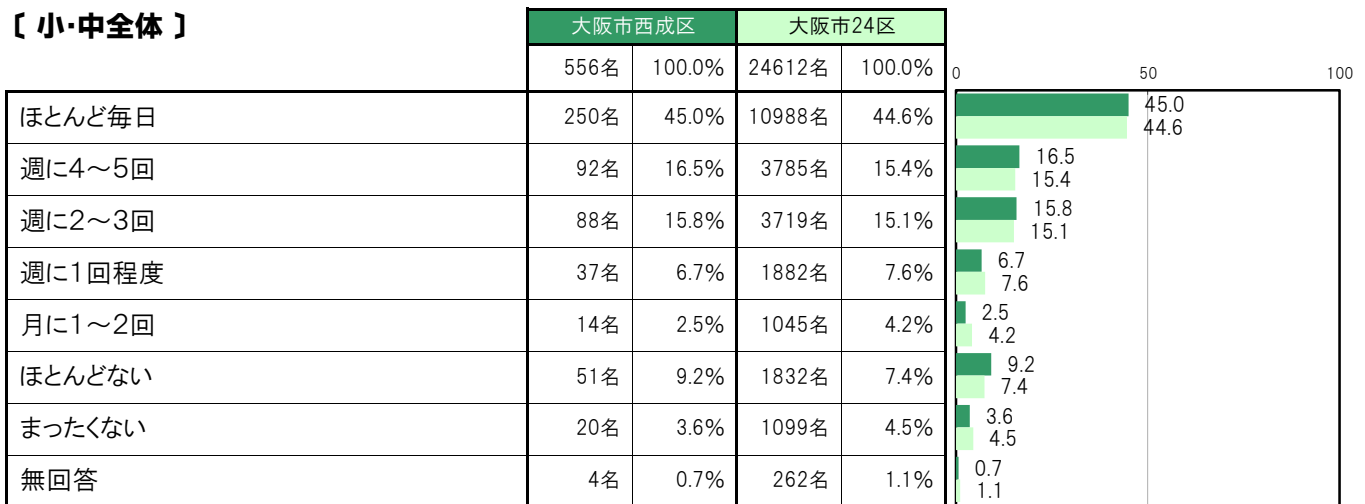 〔 小・中全体 〕
大阪市西成区 大阪市24区
556名 100.0% 24612名 100.0%
0 50 100
ほとんど毎日 250名 45.0% 10988名 44.6% 45.0
44.6
週に4～5回 92名 16.5% 3785名 15.4% 16.5
15.4
週に2～3回 88名 15.8% 3719名 15.1% 15.8
15.1
週に1回程度 37名 6.7% 1882名 7.6% 6.7
7.6
月に1～2回 14名 2.5% 1045名 4.2% 2.5
4.2
ほとんどない 51名 9.2% 1832名 7.4% 9.2
7.4
まったくない 20名 3.6% 1099名 4.5% 3.6
4.5
無回答 4名 0.7% 262名 1.1% 0.7
1.1